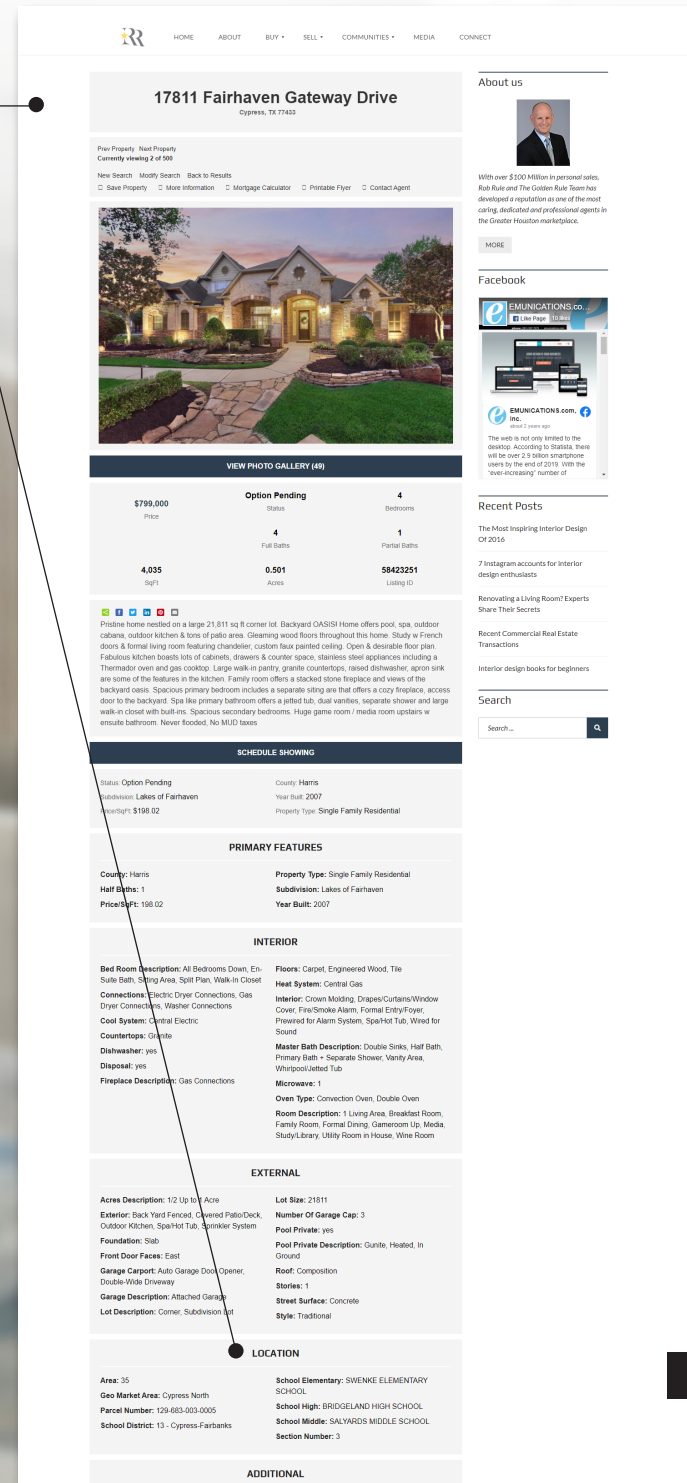 RR
HOME ABOUT BUY SELL COMMUNITIES MEDIA CONNECT
17811 Fairhaven Gateway Drive
Cypress, TX 77433
Prev Property Next Property
Currently viewing 2 of 500
New Search Modify Search Back to Results
Save Property More Information Mortgage Calculator Printable Flyer Contact Agent
VIEW PHOTO GALLERY (49)
$799,000
Price
Option Pending
Status
4
Bedrooms
4
Full Baths
1
Partial Baths
4,035
SqFt
0.501
Acres
58423251
Listing ID
Pristine home nestled on a large 21,811 sq ft corner lot. Backyard OASIS! Home offers pool, spa, outdoor
cabana, outdoor kitchen & tons of patio area. Gleaming wood floors throughout this home. Study w French
doors & formal living room featuring chandelier, custom faux painted ceiling. Open & desirable floor plan.
Fabulous kitchen boasts lots of cabinets, drawers & counter space, stainless steel appliances including a
Thermador oven and gas cooktop. Large walk-in pantry, granite countertops, raised dishwasher, apron sink
are some of the features in the kitchen. Family room offers a stacked stone fireplace and views of the
backyard oasis. Spacious primary bedroom includes a separate siting are that offers a cozy fireplace, access
door to the backyard. Spa like primary bathroom offers a jetted tub, dual vanities, separate shower and large
walk-in closet with built-ins. Spacious secondary bedrooms. Huge game room / media room upstairs w
ensuite bathroom. Never flooded, No MUD taxes
SCHEDULE SHOWING
Status: Option Pending
Subdivision: Lakes of Fairhaven
Price/SqFt: $198.02
County: Harris
Year Built: 2007
Property Type: Single Family Residential
PRIMARY FEATURES
County: Harris
Half Baths: 1
Price/SqFt: 198.02
Property Type: Single Family Residential
Subdivision: Lakes of Fairhaven
Year Built: 2007
INTERIOR
Bed Room Description: All Bedrooms Down, En-
Suite Bath, Sitting Area, Split Plan, Walk-In Closet
Connections: Electric Dryer Connections, Gas
Dryer Connections, Washer Connections
Cool System: Central Electric
Countertops: Granite
Dishwasher: yes
Disposal: yes
Fireplace Description: Gas Connections
Floors: Carpet, Engineered Wood, Tile
Heat System: Central Gas
Interior: Crown Molding, Drapes/Curtains/Window
Cover, Fire/Smoke Alarm, Formal Entry/Foyer,
Prewired for Alarm System, Spa/Hot Tub, Wired for
Sound
Master Bath Description: Double Sinks, Half Bath,
Primary Bath + Separate Shower, Vanity Area,
Whirlpool/Jetted Tub
Microwave: 1
Oven Type: Convection Oven, Double Oven
Room Description: 1 Living Area, Breakfast Room,
Family Room, Formal Dining, Gameroom Up, Media,
Study/Library, Utility Room in House, Wine Room
EXTERNAL
Acres Description: 1/2 Up to 1 Acre
Exterior: Back Yard Fenced, Covered Patio/Deck,
Outdoor Kitchen, Spa/Hot Tub, Sprinkler System
Foundation: Slab
Front Door Faces: East
Garage Carport: Auto Garage Door Opener,
Double-Wide Driveway
Garage Description: Attached Garage
Lot Description: Corner, Subdivision Lot
Lot Size: 21811
Number Of Garage Cap: 3
Pool Private: yes
Pool Private Description: Gunite, Heated, In
Ground
Roof: Composition
Stories: 1
Street Surface: Concrete
Style: Traditional
LOCATION
Area: 35
Geo Market Area: Cypress North
Parcel Number: 129-683-003-0005
School District: 13 - Cypress-Fairbanks
School Elementary: SWENKE ELEMENTARY
SCHOOL
School High: BRIDGELAND HIGH SCHOOL
School Middle: SALYARDS MIDDLE SCHOOL
Section Number: 3
ADDITIONAL
About us
With over $100 Million in personal sales,
Rob Rule and The Golden Rule Team has
developed a reputation as one of the most
caring, dedicated and professional agents in
the Greater Houston marketplace.
MORE
Facebook
EMUNICATIONS.co...
Like Page 10 likes
EMUNICATIONS.com,
Inc.
about 2 years ago
The web is not only limited to the
desktop. According to Statista, there
will be over 2.9 billion smartphone
users by the end of 2019. With the
"ever-increasing" number of
Recent Posts
The Most Inspiring Interior Design
Of 2016
7 Instagram accounts for interior
design enthusiasts
Renovating a Living Room? Experts
Share Their Secrets
Recent Commercial Real Estate
Transactions
Interior design books for beginners
Search
Search ...